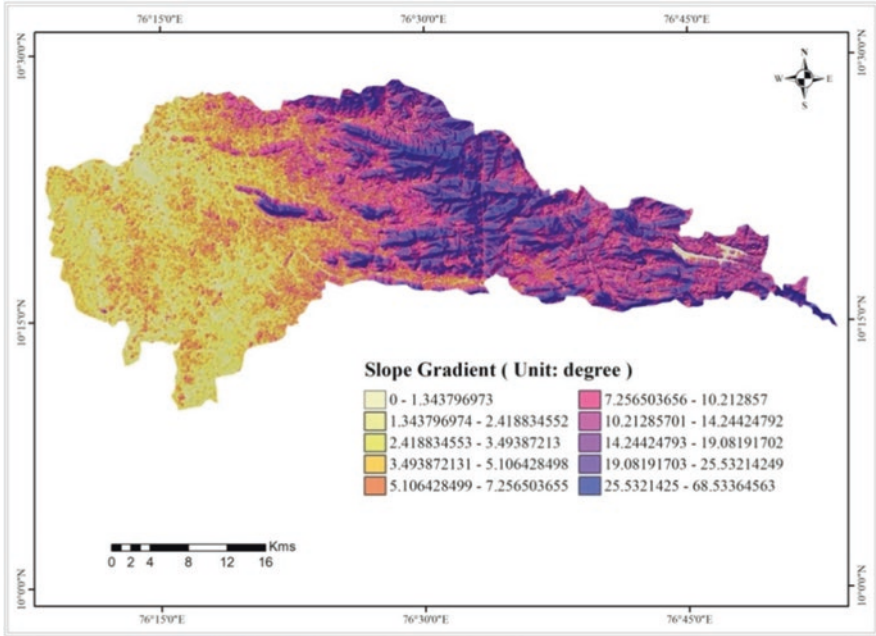 76°15'0"E 76°30'0"E 76°45'0"E
10°30'0"N 10°30'0"N
N
W E
S
10°15'0"N 10°15'0"N
Slope Gradient ( Unit: degree )
0 - 1.343796973
1.343796974 - 2.418834552
2.418834553 - 3.49387213
3.493872131 - 5.106428498
5.106428499 - 7.256503655
7.256503656 - 10.212857
10.21285701 - 14.24424792
14.24424793 - 19.08191702
19.08191703 - 25.53214249
25.5321425 - 68.53364563
Kms
0 2 4 8 12 16
10°0'0"N 10°0'0"N
76°15'0"E 76°30'0"E 76°45'0"E